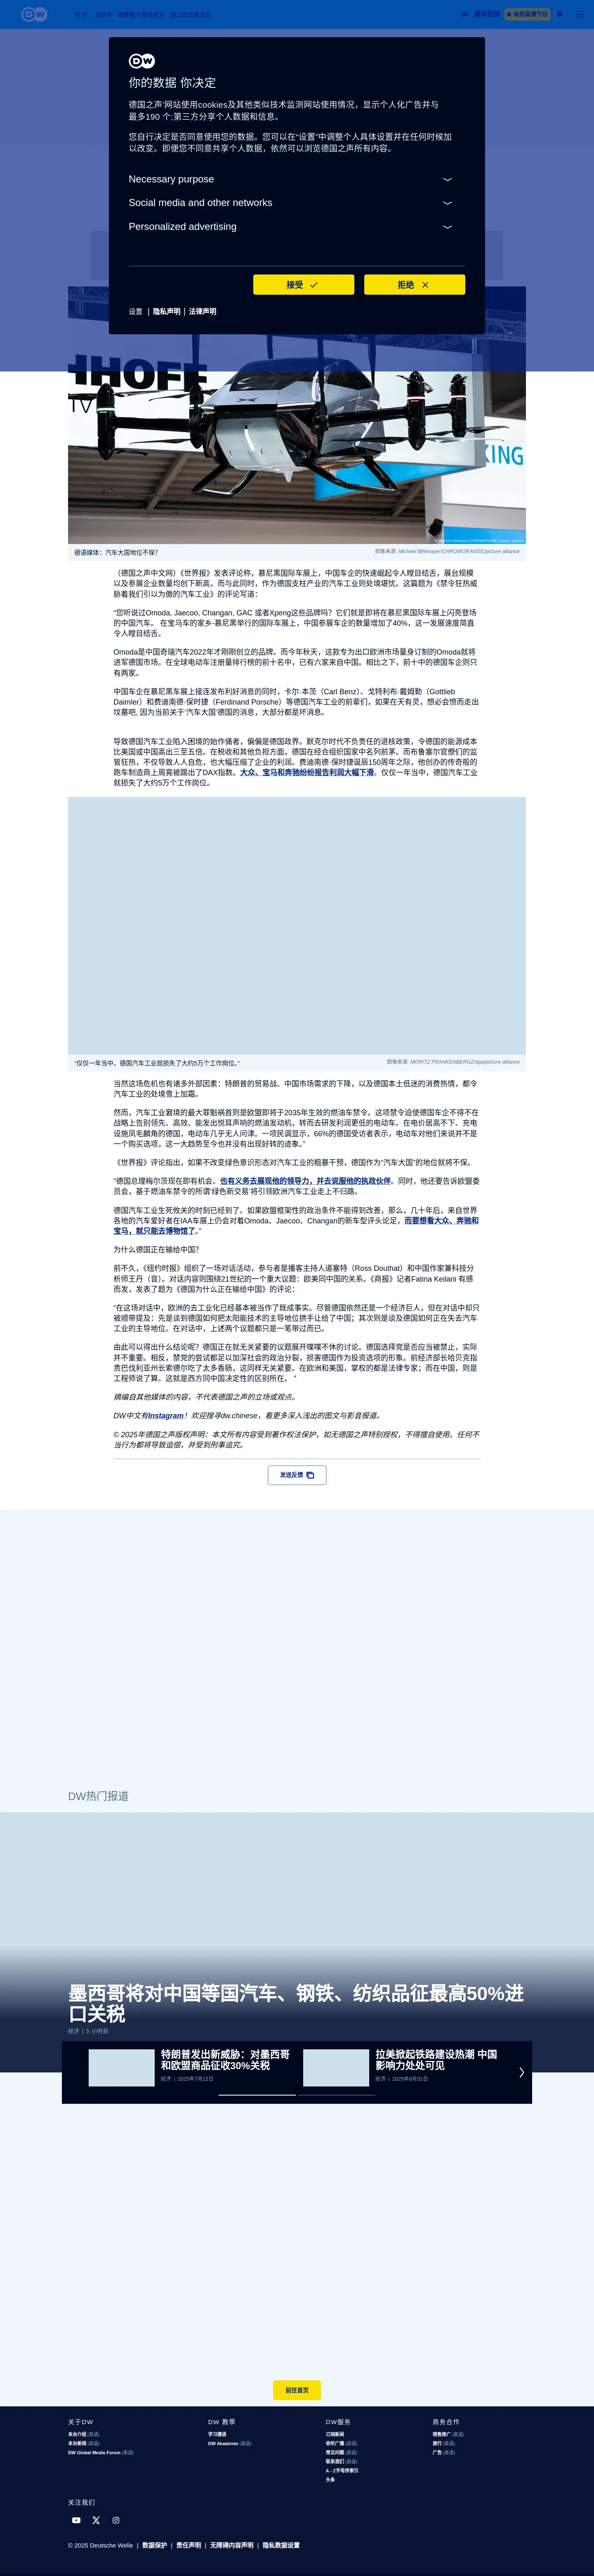 DW
焦点
习近平
俄罗斯入侵乌克兰
第二次世界大战
最新视频
电视直播节目
繁
DW
你的数据 你决定
德国之声'网站使用cookies及其他类似技术监测网站使用情况，显示个人化广告并与
最多190 个;第三方分享个人数据和信息。
您自行决定是否同意使用您的数据。您可以在“设置”中调整个人具体设置并在任何时候加
以改变。即便您不同意共享个人数据，依然可以浏览德国之声所有内容。
Necessary purpose
Social media and other networks
Personalized advertising
接受
拒绝
设置 | 隐私声明 | 法律声明
KING
德语媒体：汽车大国地位不保?
图像来源: Michael Bihlmayer/CHROMORANGE/picture alliance
（德国之声中文网）《世界报》发表评论称，慕尼黑国际车展上，中国车企的快速崛起令人瞠目结舌，展台规模
以及参展企业数量均创下新高，而与此同时，作为德国支柱产业的汽车工业则处境堪忧。这篇题为《禁令狂热威
胁着我们引以为傲的汽车工业》的评论写道：
“您听说过Omoda, Jaecoo, Changan, GAC 或者Xpeng这些品牌吗？它们就是即将在慕尼黑国际车展上闪亮登场
的中国汽车。 在宝马车的家乡-慕尼黑举行的国际车展上，中国参展车企的数量增加了40%，这一发展速度简直
令人瞠目结舌。
Omoda是中国奇瑞汽车2022年才刚刚创立的品牌。而今年秋天，这款专为出口欧洲市场量身订制的Omoda就将
进军德国市场。在全球电动车注册量排行榜的前十名中，已有六家来自中国。相比之下，前十中的德国车企则只
有两家。
中国车企在慕尼黑车展上接连发布利好消息的同时，卡尔·本茨（Carl Benz）、戈特利布·戴姆勒（Gottlieb
Daimler）和费迪南德·保时捷（Ferdinand Porsche）等德国汽车工业的前辈们，如果在天有灵，想必会愤而走出
坟墓吧, 因为当前关于‘汽车大国’德国的消息，大部分都是坏消息。
导致德国汽车工业陷入困境的始作俑者，偏偏是德国政界。默克尔时代不负责任的退核政策，令德国的能源成本
比美国或中国高出三至五倍。在税收和其他负担方面，德国在经合组织国家中名列前茅。而布鲁塞尔官僚们的监
管狂热，不仅导致人人自危，也大幅压缩了企业的利润。费迪南德·保时捷诞辰150周年之际，他创办的传奇般的
跑车制造商上周竟被踢出了DAX指数。大众、宝马和奔驰纷纷报告利润大幅下滑。仅仅一年当中，德国汽车工业
就损失了大约5万个工作岗位。
“仅仅一年当中，德国汽车工业就损失了大约5万个工作岗位。”
图像来源: MORITZ FRANKENBERGZ/dpa/picture alliance
当然这场危机也有诸多外部因素：特朗普的贸易战、中国市场需求的下降，以及德国本土低迷的消费热情，都令
汽车工业的处境雪上加霜。
然而，汽车工业窘境的最大罪魁祸首则是欧盟即将于2035年生效的燃油车禁令。这项禁令迫使德国车企不得不在
战略上告别领先、高效、能发出悦耳声响的燃油发动机，转而去研发利润更低的电动车。在电价居高不下、充电
设施凤毛麟角的德国，电动车几乎无人问津。一项民调显示，66%的德国受访者表示，电动车对他们来说并不是
一个购买选项，这一大趋势至今也并没有出现好转的迹象。”
《世界报》评论指出，如果不改变绿色意识形态对汽车工业的粗暴干预，德国作为“汽车大国”的地位就将不保。
“德国总理梅尔茨现在即有机会、也有义务去展现他的领导力，并去说服他的执政伙伴。同时，他还要告诉欧盟委
员会，基于燃油车禁令的所谓‘绿色新交易’将引领欧洲汽车工业走上不归路。
德国汽车工业生死攸关的时刻已经到了。如果欧盟框架性的政治条件不能得到改善，那么，几十年后，来自世界
各地的汽车爱好者在IAA车展上仍会对着Omoda、Jaecoo、Changan的新车型评头论足，而要想看大众、奔驰和
宝马，就只能去博物馆了。”
为什么德国正在输给中国?
前不久，《纽约时报》组织了一场对话活动，参与者是播客主持人道塞特（Ross Douthat）和中国作家兼科技分
析师王丹（音）。对话内容则围绕21世纪的一个重大议题：欧美同中国的关系。《商报》记者Fatina Keilani 有感
而发，发表了题为《德国为什么正在输给中国》的评论：
“在这场对话中，欧洲的去工业化已经基本被当作了既成事实。尽管德国依然还是一个经济巨人，但在对话中却只
被顺带提及：先是谈到德国如何把太阳能技术的主导地位拱手让给了中国；其次则是谈及德国如何正在失去汽车
工业的主导地位。在对话中，上述两个议题都只是一笔带过而已。
由此可以得出什么结论呢？德国正在就无关紧要的议题展开喋喋不休的讨论。德国选择党是否应当被禁止，实际
并不重要。相反，禁党的尝试都足以加深社会的政治分裂，损害德国作为投资选项的形象。前经济部长哈贝克指
责巴伐利亚州长索德尔吃了太多香肠，这同样无关紧要。在欧洲和美国，掌权的都是法律专家；而在中国，则是
工程师说了算。这就是西方同中国决定性的区别所在。 ”
摘编自其他媒体的内容，不代表德国之声的立场或观点。
DW中文有Instagram！欢迎搜寻dw.chinese，看更多深入浅出的图文与影音报道。
© 2025年德国之声版权声明：本文所有内容受到著作权法保护，如无德国之声特别授权，不得擅自使用。任何不
当行为都将导致追偿，并受到刑事追究。
发送反馈
DW热门报道
墨西哥将对中国等国汽车、钢铁、纺织品征最高50%进
口关税
经济 | 5 小时前
特朗普发出新威胁：对墨西哥
和欧盟商品征收30%关税
经济 | 2025年7月12日
拉美掀起铁路建设热潮 中国
影响力处处可见
经济 | 2025年8月31日
前往首页
关于DW
本台介绍 (英语)
本台新闻 (英语)
DW Global Media Forum (英语)
DW 教學
学习德语
DW Akademie (英语)
DW服务
订阅新闻
收听广播 (英语)
常见问题 (英语)
联系我们 (英语)
A - Z字母序索引
头条
商务合作
销售推广 (英语)
旅行 (英语)
广告 (英语)
关注我们
© 2025 Deutsche Welle | 数据保护 | 责任声明 | 无障碍内容声明 | 隐私数据设置